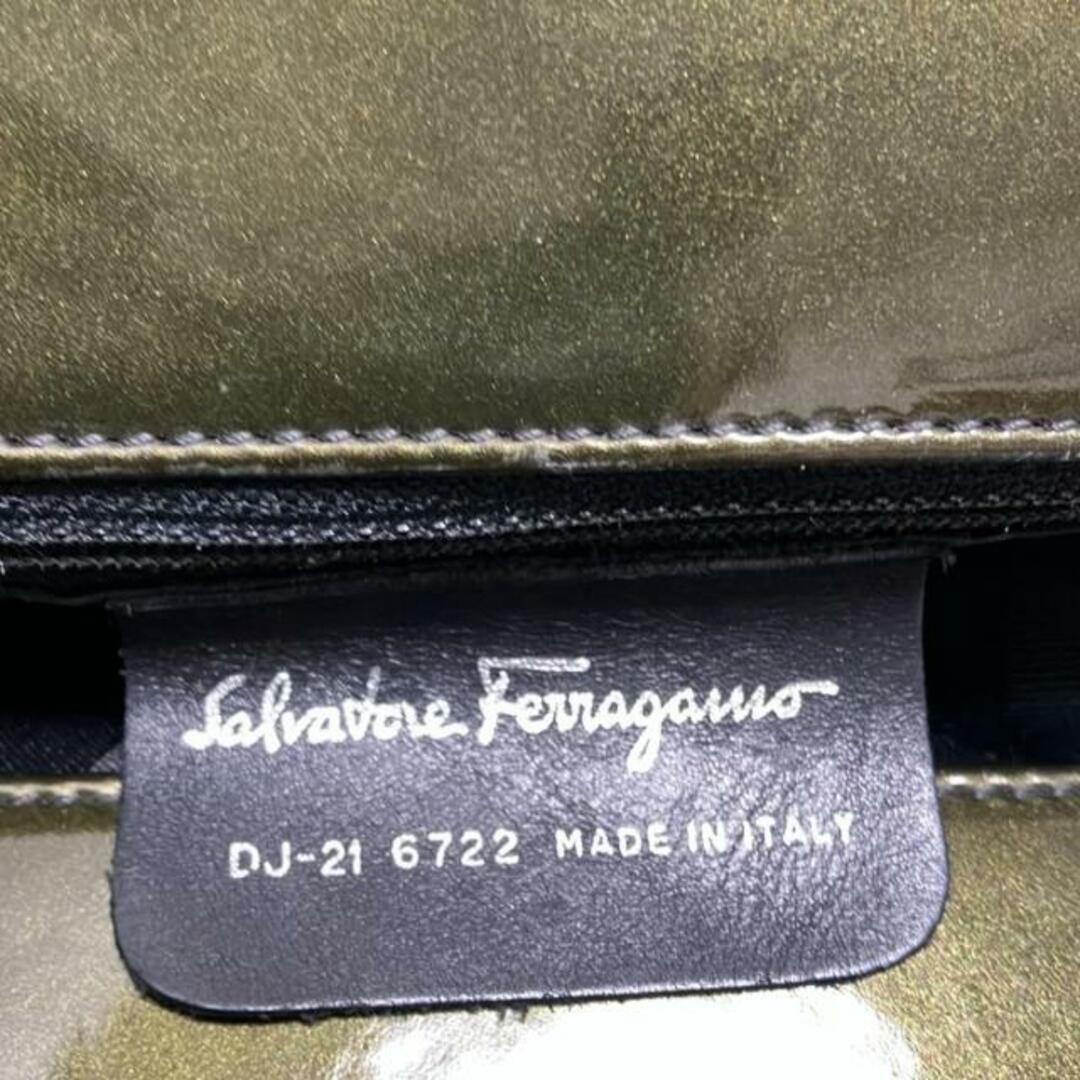 Salvatore Ferragamo
DJ-21 6722 MADE IN ITALY